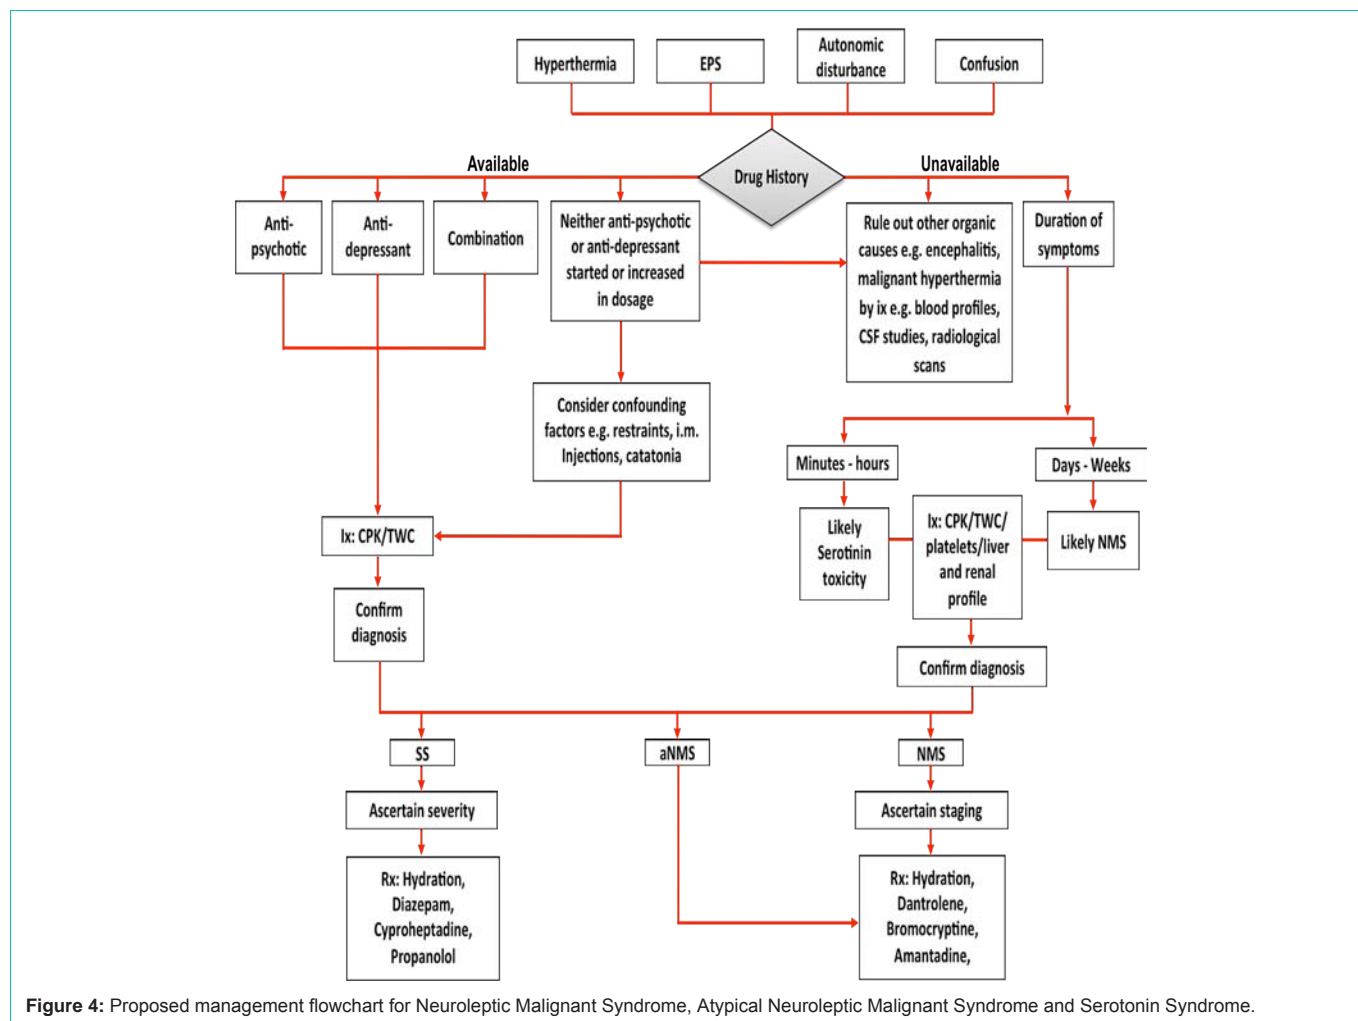 Hyperthermia
EPS
Autonomic
disturbance
Confusion
Available
Drug History
Unavailable
Anti-
psychotic
Anti-
depressant
Combination
Neither anti-psychotic
or anti-depressant
started or increased
in dosage
Rule out other organic
causes e.g. encephalitis,
malignant hyperthermia
by ix e.g. blood profiles,
CSF studies, radiological
scans
Duration of
symptoms
Consider confounding
factors e.g. restraints, i.m.
Injections, catatonia
Minutes - hours
Days - Weeks
Ix: CPK/TWC
Likely
Serotinin
toxicity
Ix: CPK/TWC/
platelets/liver
and renal
profile
Likely NMS
Confirm
diagnosis
Confirm diagnosis
SS
aNMS
NMS
Ascertain severity
Ascertain staging
Rx: Hydration,
Diazepam,
Cyproheptadine,
Propanolol
Rx: Hydration,
Dantrolene,
Bromocryptine,
Amantadine,
Figure 4: Proposed management flowchart for Neuroleptic Malignant Syndrome, Atypical Neuroleptic Malignant Syndrome and Serotonin Syndrome.